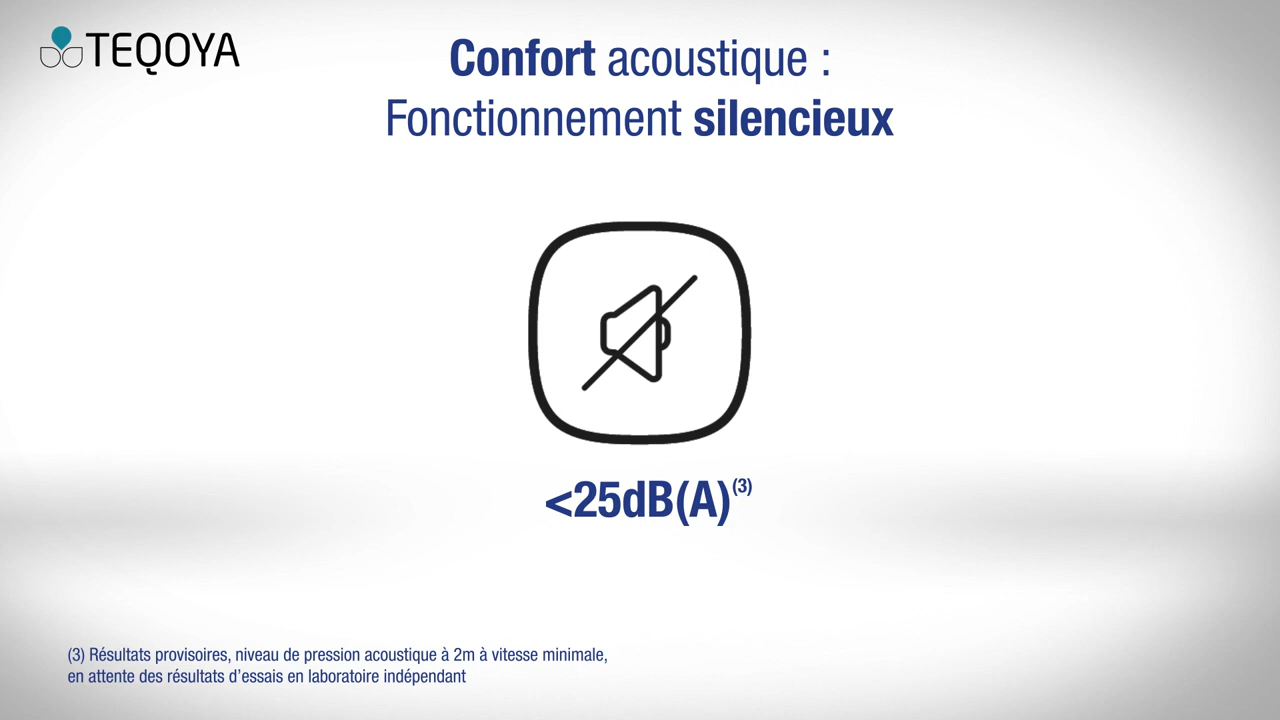 TEQOYA
Confort acoustique :
Fonctionnement silencieux
<25dB(A)(3)
(3) Résultats provisoires, niveau de pression acoustique à 2m à vitesse minimale,
en attente des résultats d’essais en laboratoire indépendant